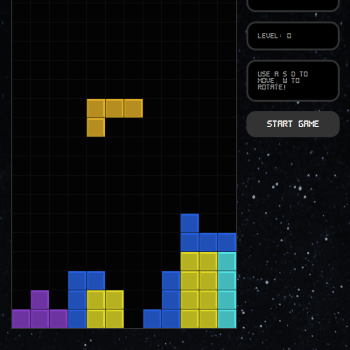 LEVEL: 0
USE A S D TO
MOVE, W TO
ROTATE!
START GAME